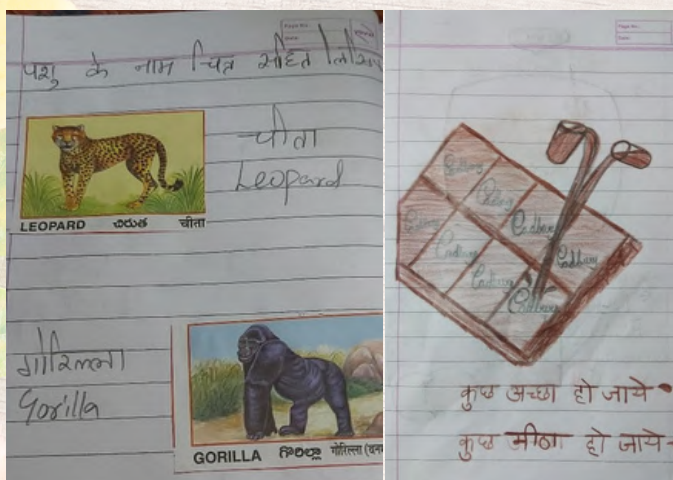 पशु के नाम चित्र सहित लिखिए
चीता
Leopard
LEOPARD చిరుత चीता
गोरिल्ला
Gorilla
GORILLA గొరిల్లా गोरिल्ला
Cadbury
Cadbury
Cadbury
Cadbury
Cadbury
Cadbury
Cadbury
Cadbury
कुछ अच्छा हो जाये
कुछ मीठा हो जाये